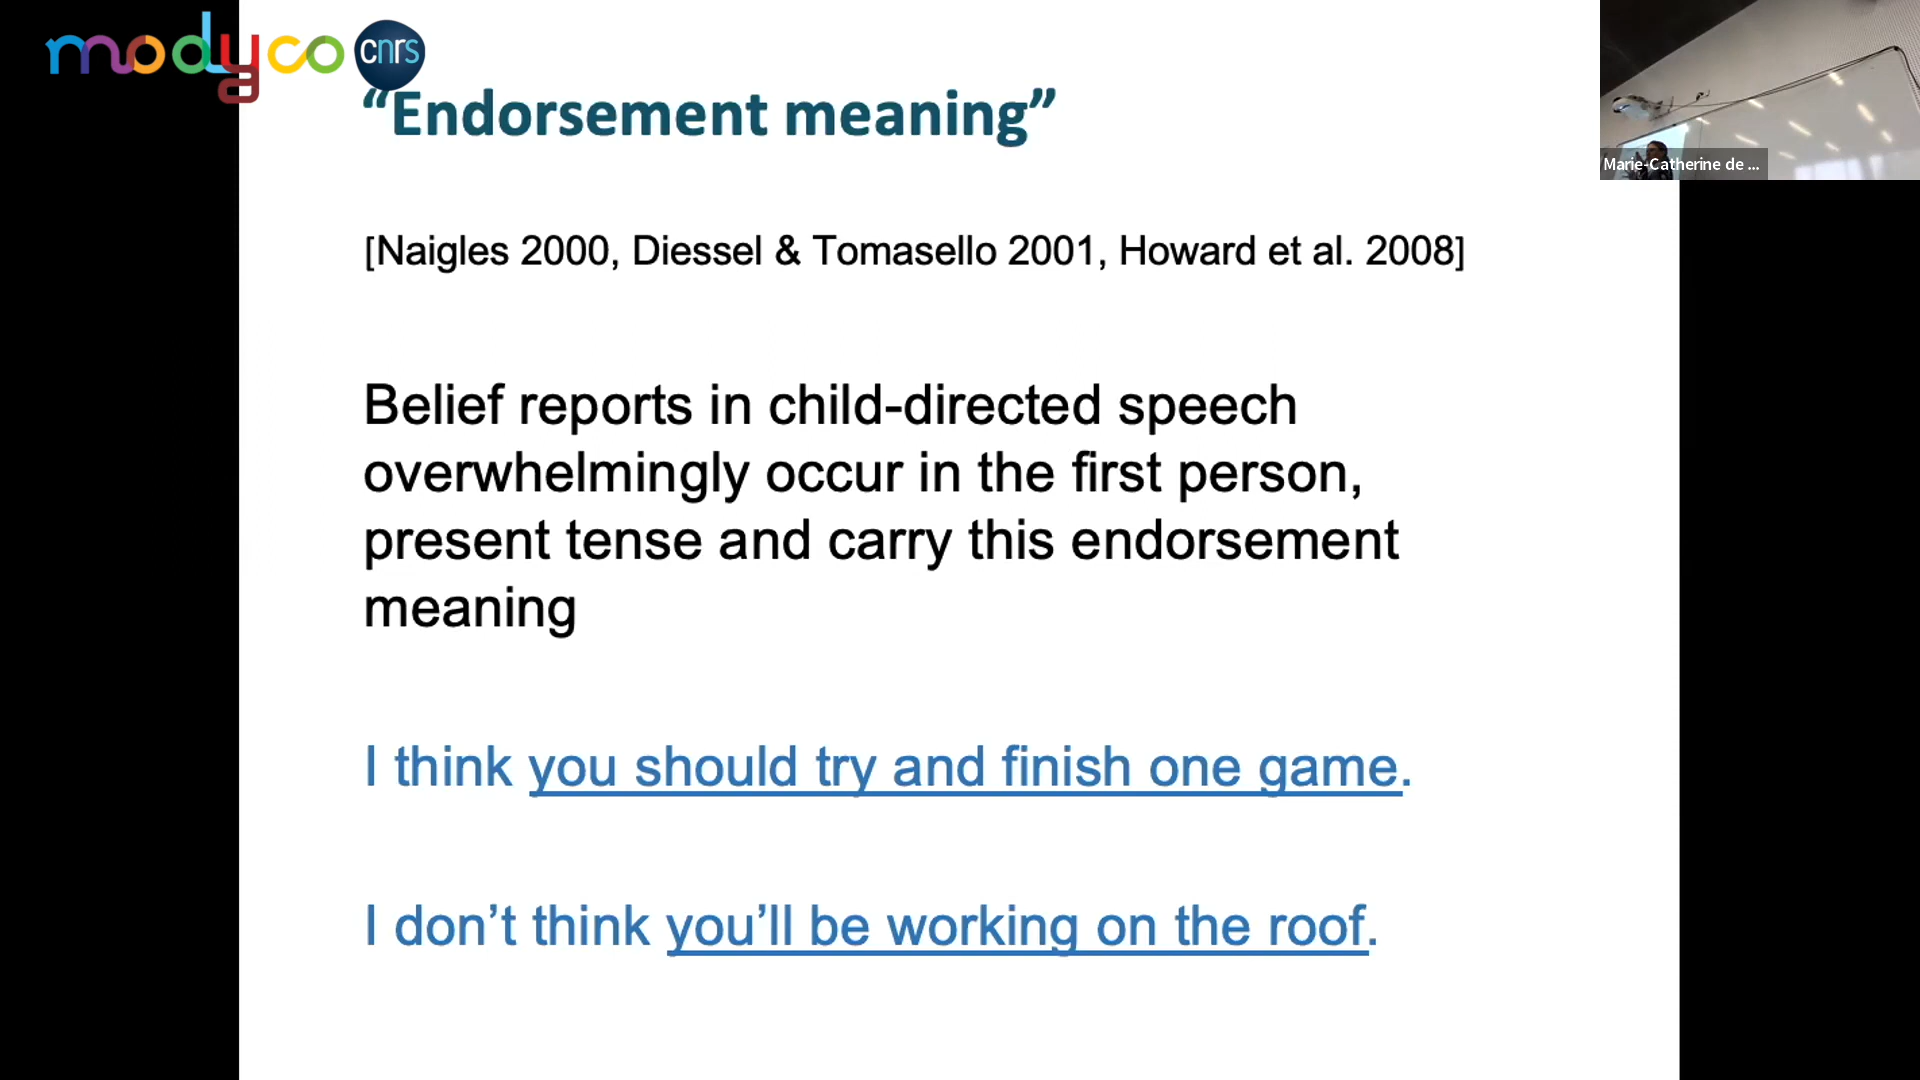 modyco cnrs
“Endorsement meaning”
Marie-Catherine de ...
[Naigles 2000, Diessel & Tomasello 2001, Howard et al. 2008]
Belief reports in child-directed speech
overwhelmingly occur in the first person,
present tense and carry this endorsement
meaning
I think you should try and finish one game.
I don’t think you’ll be working on the roof.